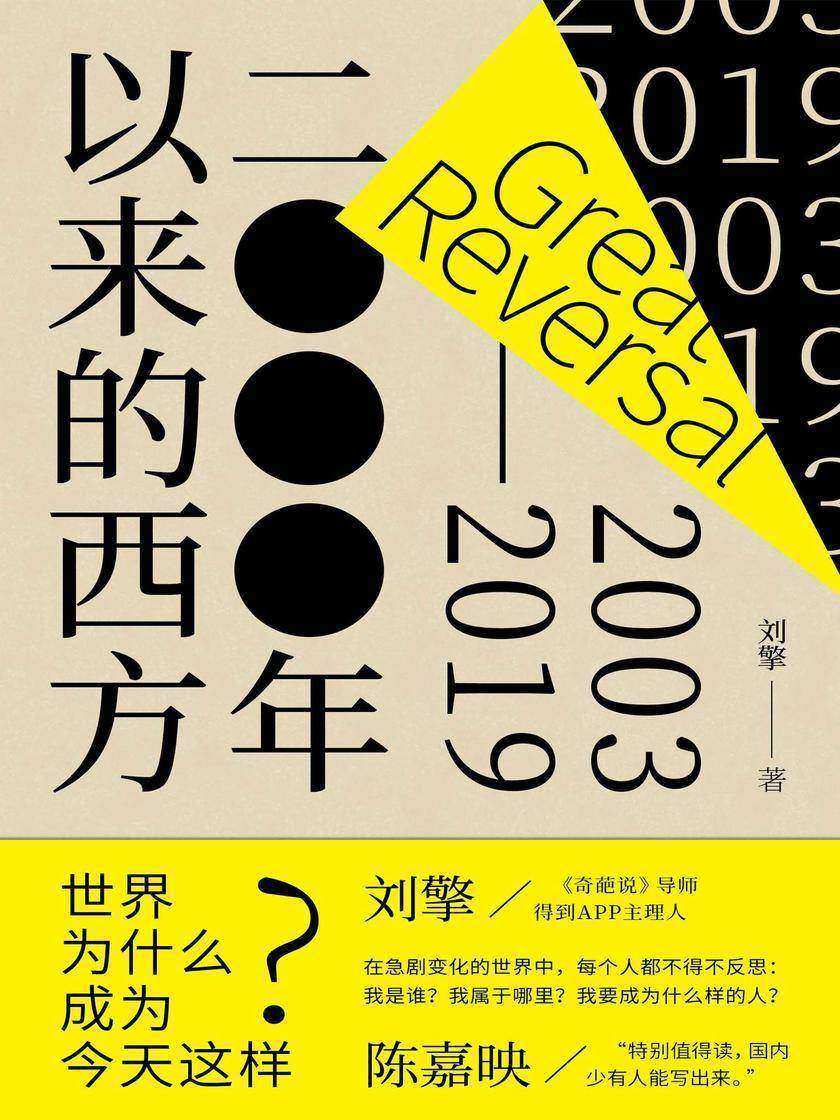 二〇〇〇年
以来的西方
Great
Reversal
2003
2019
2003
2019
2003
——2019
刘擎——著
世界
为什么
成为
今天这样
?
刘擎／
《奇葩说》导师
得到APP主理人
在急剧变化的世界中，每个人都不得不反思：
我是谁？我属于哪里？我要成为什么样的人？
陈嘉映／
“特别值得读，国内
少有人能写出来。”